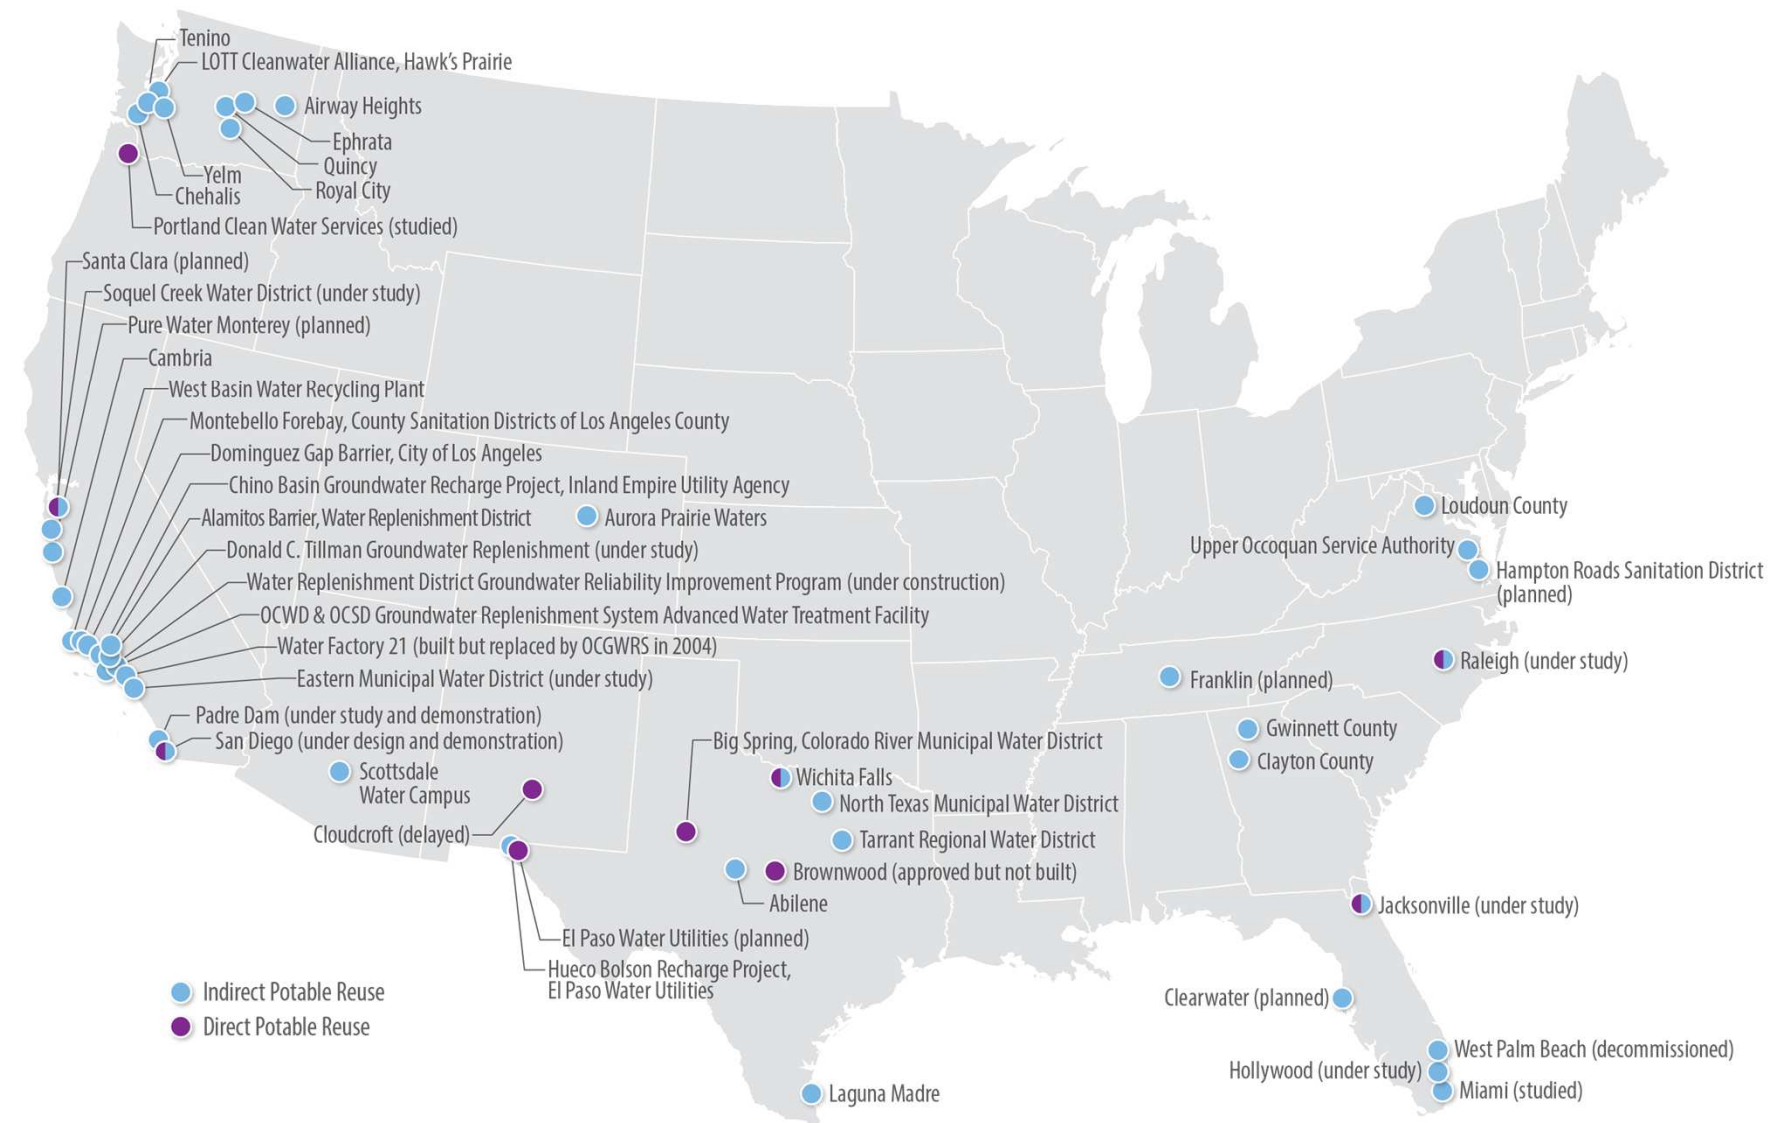 Tenino
LOTT Cleanwater Alliance, Hawk's Prairie
Airway Heights
Ephrata
Quincy
Royal City
Yelm
Chehalis
Portland Clean Water Services (studied)
Santa Clara (planned)
Soquel Creek Water District (under study)
Pure Water Monterey (planned)
Cambria
West Basin Water Recycling Plant
Montebello Forebay, County Sanitation Districts of Los Angeles County
Dominguez Gap Barrier, City of Los Angeles
Chino Basin Groundwater Recharge Project, Inland Empire Utility Agency
Alamitos Barrier, Water Replenishment District
Aurora Prairie Waters
Donald C. Tillman Groundwater Replenishment (under study)
Water Replenishment District Groundwater Reliability Improvement Program (under construction)
OCWD & OCSD Groundwater Replenishment System Advanced Water Treatment Facility
Water Factory 21 (built but replaced by OCGWRS in 2004)
Eastern Municipal Water District (under study)
Padre Dam (under study and demonstration)
San Diego (under design and demonstration)
Scottsdale
Water Campus
Cloudcroft (delayed)
Big Spring, Colorado River Municipal Water District
Wichita Falls
North Texas Municipal Water District
Tarrant Regional Water District
Brownwood (approved but not built)
Abilene
El Paso Water Utilities (planned)
Hueco Bolson Recharge Project,
El Paso Water Utilities
Laguna Madre
Loudoun County
Upper Occoquan Service Authority
Hampton Roads Sanitation District
(planned)
Raleigh (under study)
Franklin (planned)
Gwinnett County
Clayton County
Jacksonville (under study)
Clearwater (planned)
West Palm Beach (decommissioned)
Hollywood (under study)
Miami (studied)
Indirect Potable Reuse
Direct Potable Reuse